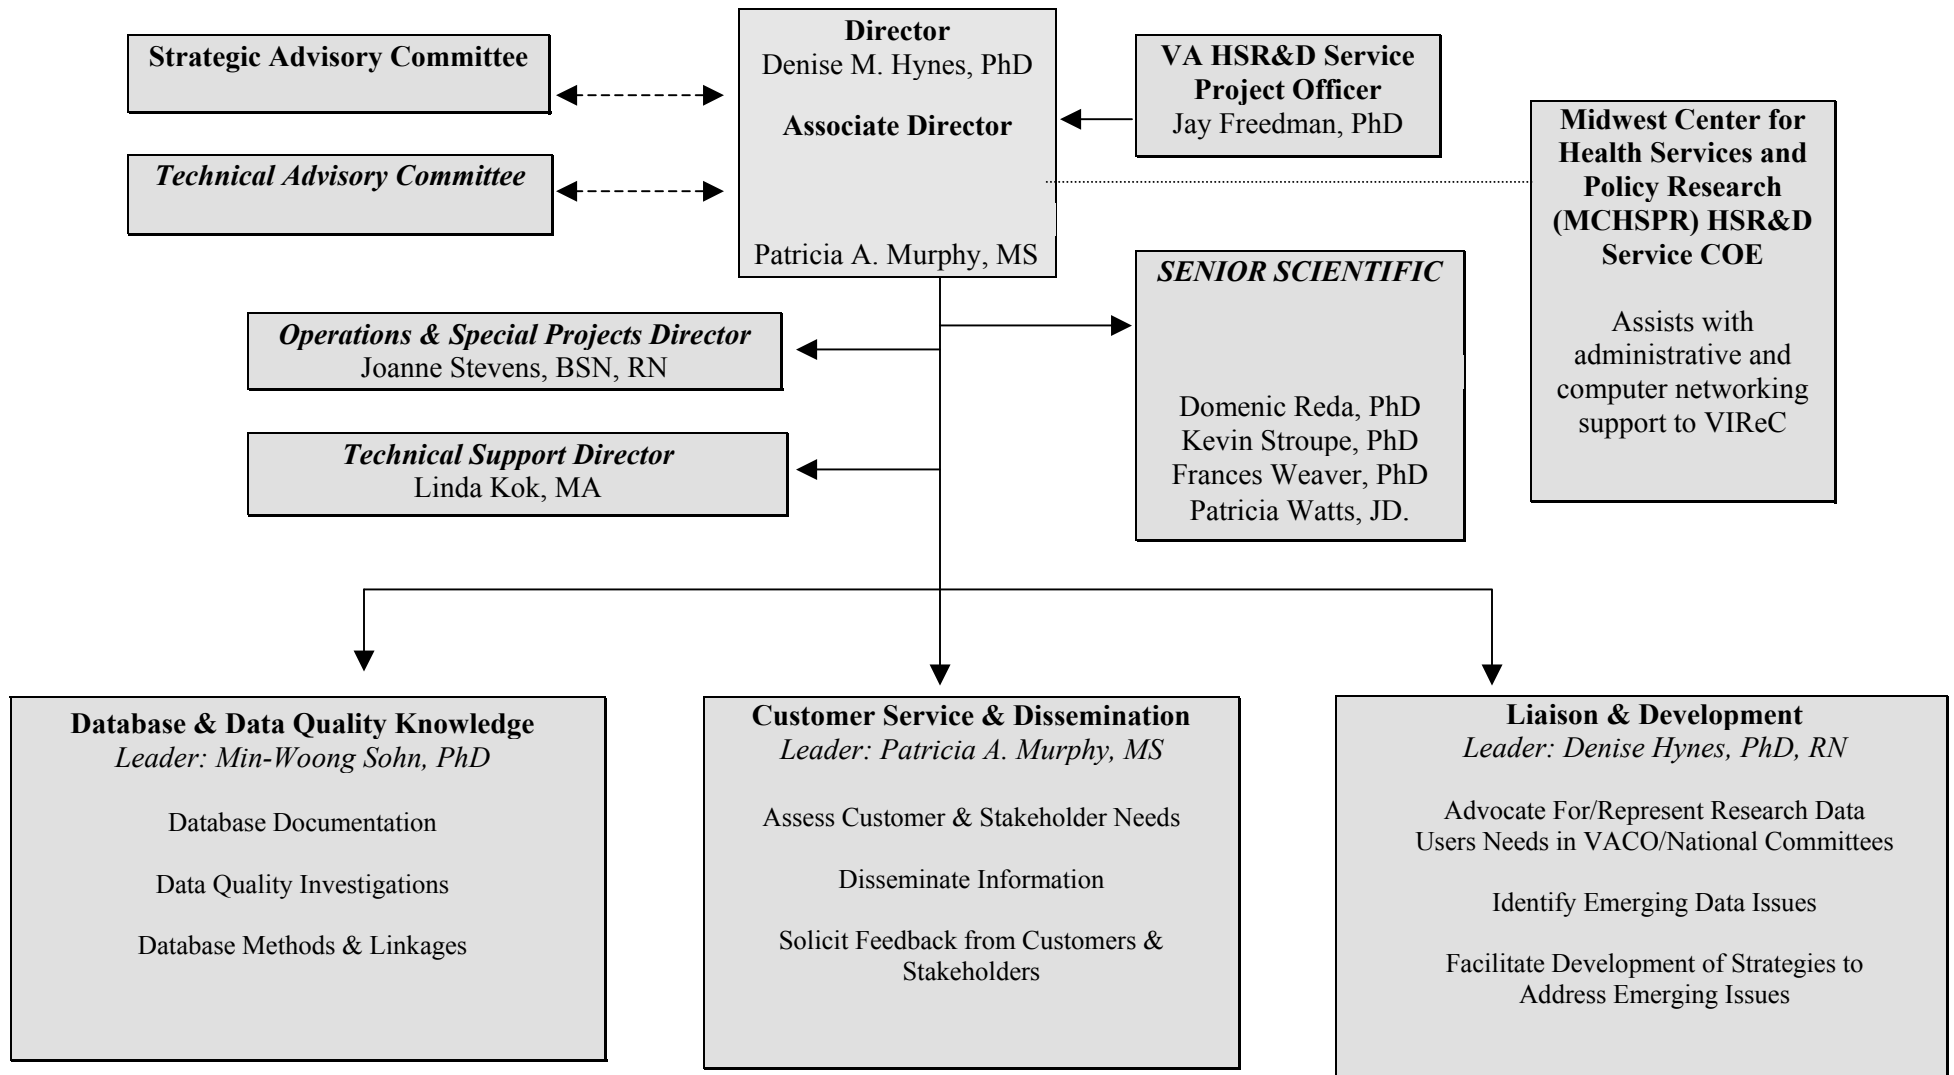 Strategic Advisory Committee
Technical Advisory Committee
Director
Denise M. Hynes, PhD
Associate Director
Patricia A. Murphy, MS
VA HSR&D Service
Project Officer
Jay Freedman, PhD
Midwest Center for
Health Services and
Policy Research
(MCHSPR) HSR&D
Service COE
Assists with
administrative and
computer networking
support to VIReC
SENIOR SCIENTIFIC
Domenic Reda, PhD
Kevin Stroupe, PhD
Frances Weaver, PhD
Patricia Watts, JD.
Operations & Special Projects Director
Joanne Stevens, BSN, RN
Technical Support Director
Linda Kok, MA
Database & Data Quality Knowledge
Leader: Min-Woong Sohn, PhD
Database Documentation
Data Quality Investigations
Database Methods & Linkages
Customer Service & Dissemination
Leader: Patricia A. Murphy, MS
Assess Customer & Stakeholder Needs
Disseminate Information
Solicit Feedback from Customers &
Stakeholders
Liaison & Development
Leader: Denise Hynes, PhD, RN
Advocate For/Represent Research Data
Users Needs in VACO/National Committees
Identify Emerging Data Issues
Facilitate Development of Strategies to
Address Emerging Issues